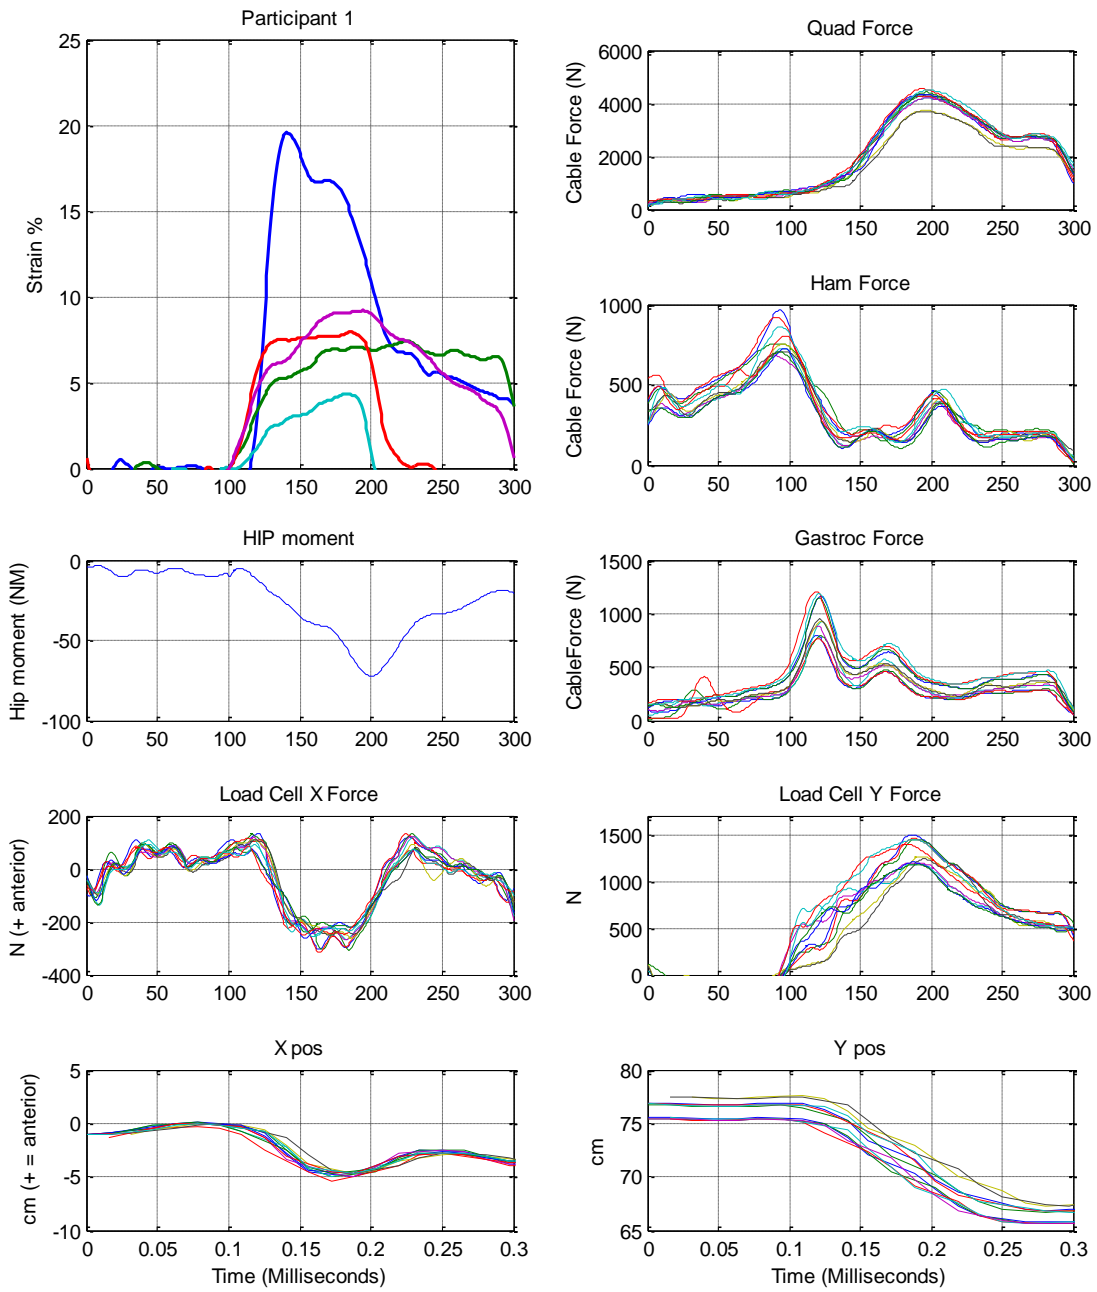 Participant 1
25
20
15
10
5
0
Strain %
0 50 100 150 200 250 300
Quad Force
6000
4000
2000
0
Cable Force (N)
0 50 100 150 200 250 300
Ham Force
1000
500
0
Cable Force (N)
0 50 100 150 200 250 300
HIP moment
0
-50
-100
Hip moment (NM)
0 50 100 150 200 250 300
Gastroc Force
1500
1000
500
0
CableForce (N)
0 50 100 150 200 250 300
Load Cell X Force
200
0
-200
-400
N (+ anterior)
0 50 100 150 200 250 300
Load Cell Y Force
1500
1000
500
0
N
0 50 100 150 200 250 300
X pos
5
0
-5
-10
cm (+ = anterior)
0 0.05 0.1 0.15 0.2 0.25 0.3
Time (Milliseconds)
Y pos
80
75
70
65
cm
0 0.05 0.1 0.15 0.2 0.25 0.3
Time (Milliseconds)